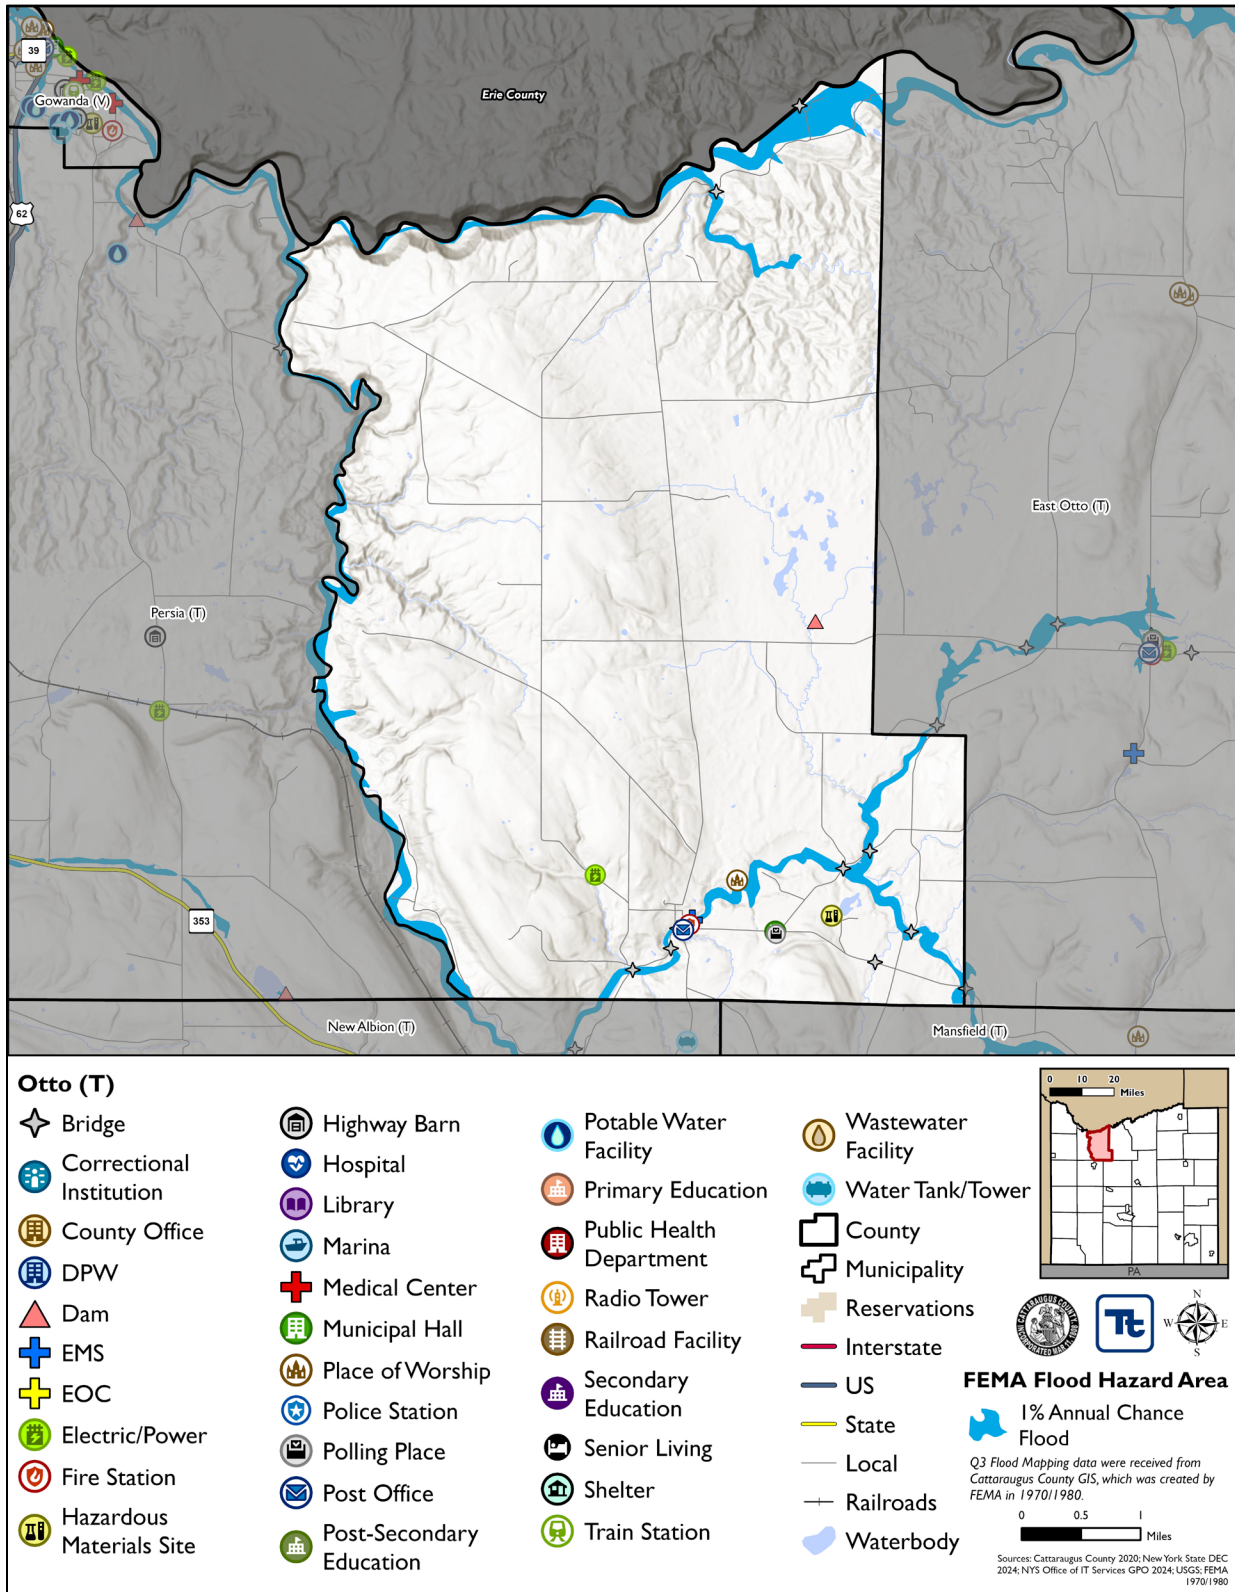 39
Gowanda (V)
Erie County
62
East Otto (T)
Persia (T)
353
New Albion (T)
Mansfield (T)
Otto (T)
Bridge
Correctional
Institution
County Office
DPW
Dam
EMS
EOC
Electric/Power
Fire Station
Hazardous
Materials Site
Highway Barn
Hospital
Library
Marina
Medical Center
Municipal Hall
Place of Worship
Police Station
Polling Place
Post Office
Post-Secondary
Education
Potable Water
Facility
Primary Education
Public Health
Department
Radio Tower
Railroad Facility
Secondary
Education
Senior Living
Shelter
Train Station
Wastewater
Facility
Water Tank/Tower
County
Municipality
Reservations
Interstate
US
State
Local
Railroads
Waterbody
0 10 20
Miles
PA
Tt
N
W E
S
FEMA Flood Hazard Area
1% Annual Chance
Flood
Q3 Flood Mapping data were received from
Cattaraugus County GIS, which was created by
FEMA in 1970/1980.
0 0.5 1
Miles
Sources: Cattaraugus County 2020; New York State DEC
2024; NYS Office of IT Services GPO 2024; USGS; FEMA
1970/1980